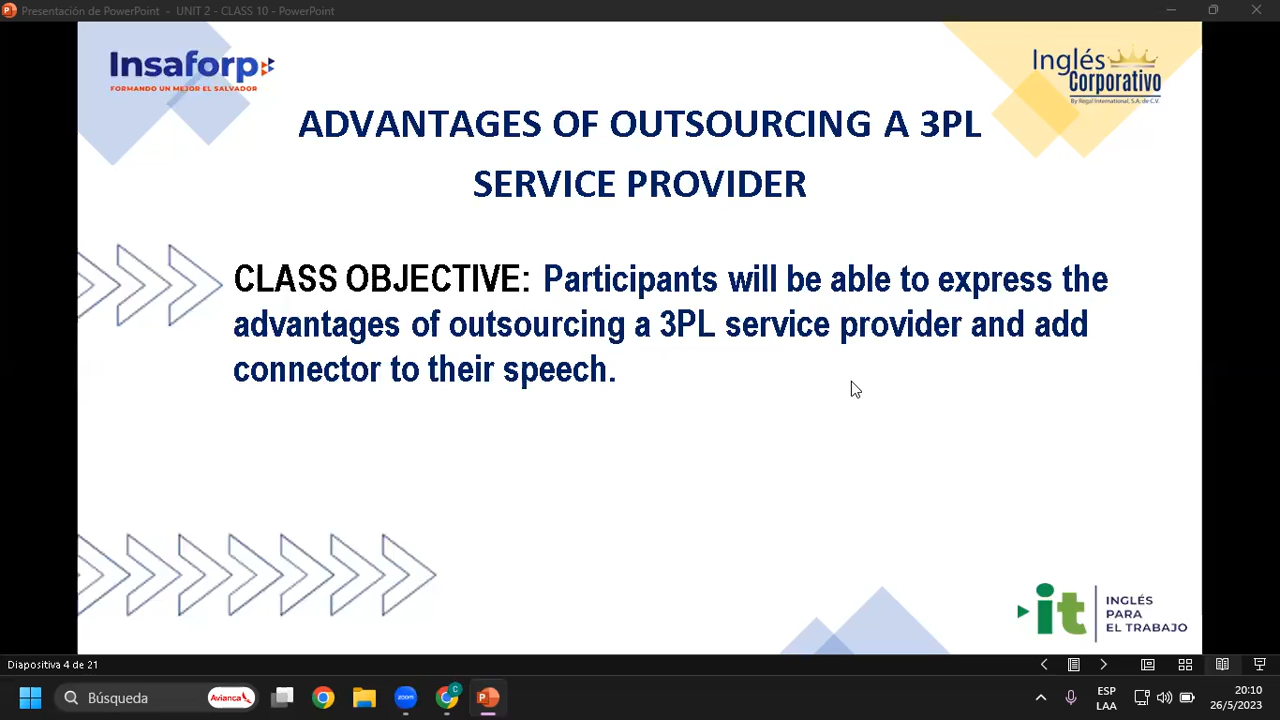 Presentación de PowerPoint - UNIT 2 - CLASS 10 - PowerPoint
Insaforp
FORMANDO UN MEJOR EL SALVADOR
Inglés
Corporativo
By Regal International, S.A. de C.V.
ADVANTAGES OF OUTSOURCING A 3PL
SERVICE PROVIDER
CLASS OBJECTIVE: Participants will be able to express the
advantages of outsourcing a 3PL service provider and add
connector to their speech.
it
INGLÉS
PARA
EL TRABAJO
Diapositiva 4 de 21
Búsqueda
Avianca
zoom
C
ESP
LAA
20:10
26/5/2023